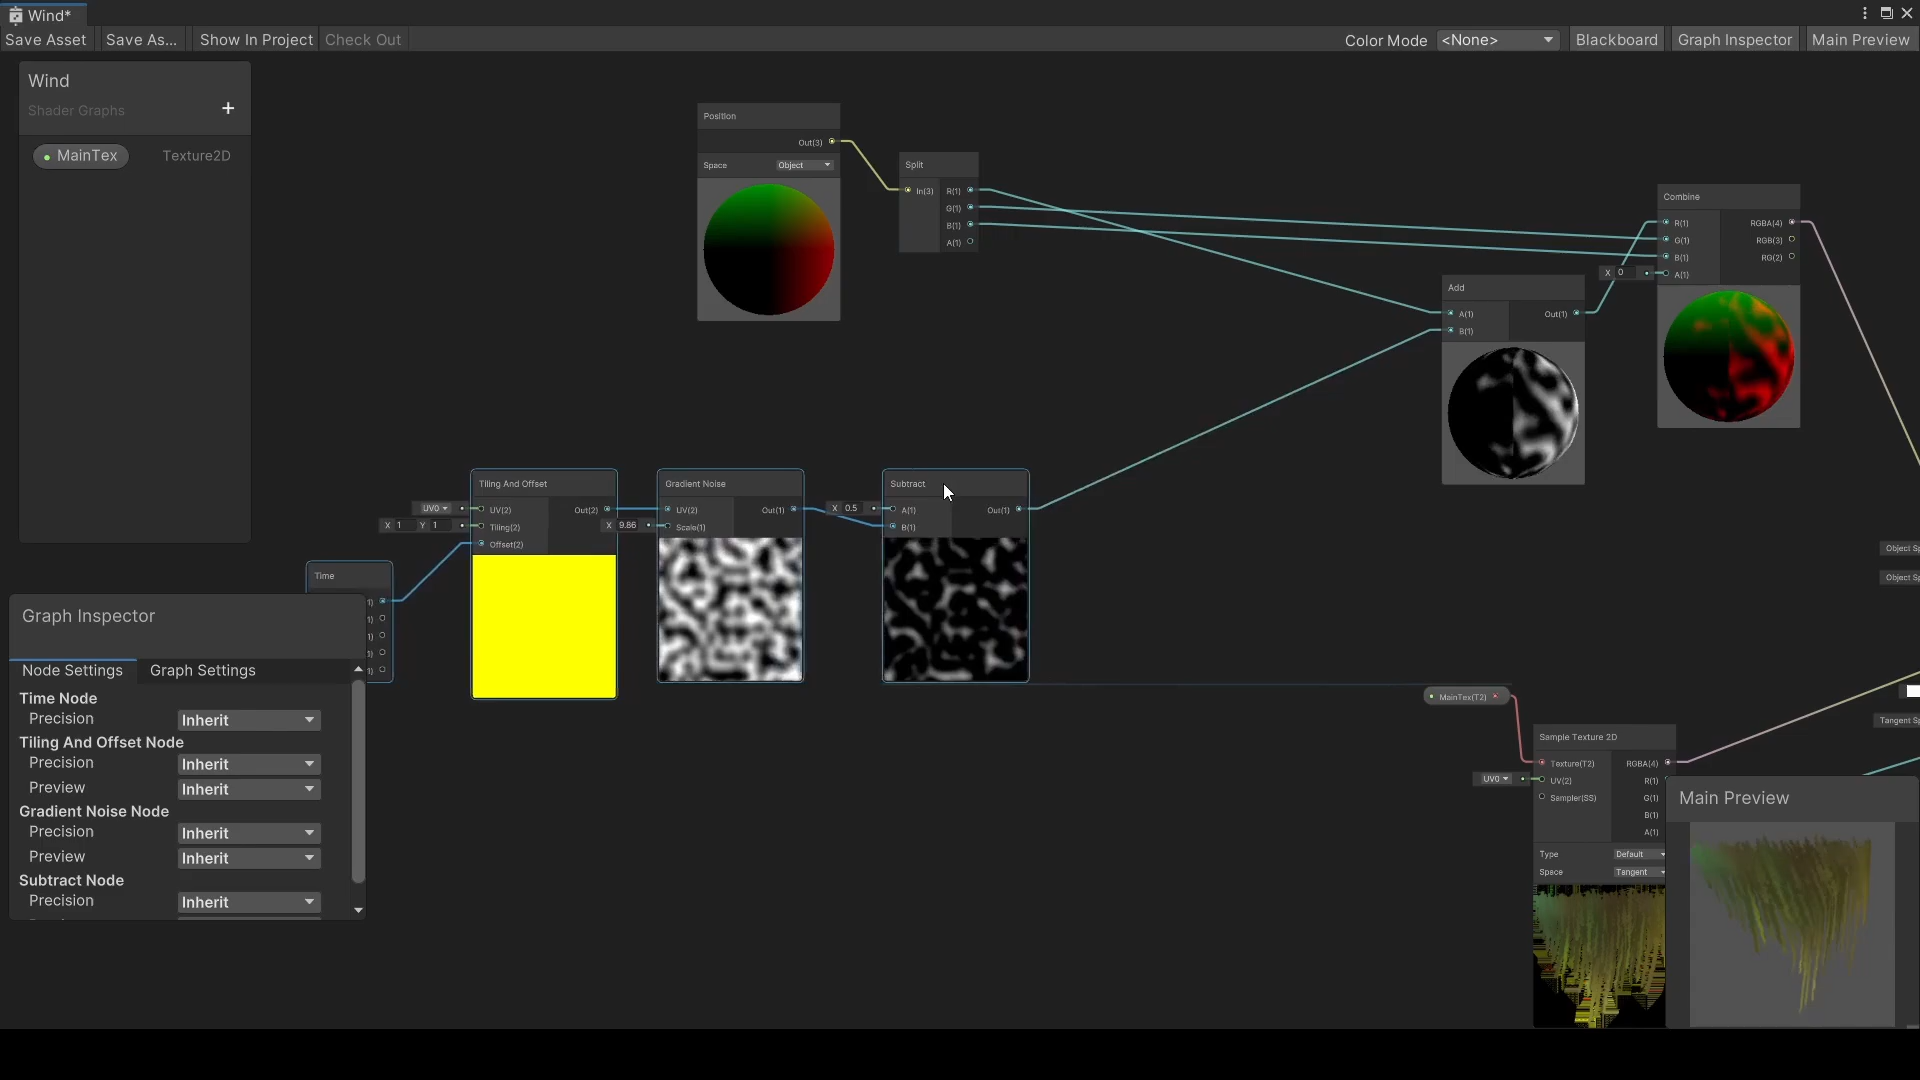 Wind*
Save Asset
Save As...
Show In Project
Check Out
Color Mode
<None>
Blackboard
Graph Inspector
Main Preview
Wind
Shader Graphs
+
MainTex
Texture2D
Position
Out(3)
Space
Object
Split
In(3)
R(1)
G(1)
B(1)
A(1)
Combine
R(1)
G(1)
B(1)
X 0
A(1)
RGBA(4)
RGB(3)
RG(2)
Add
A(1)
B(1)
Out(1)
Tiling And Offset
UV0
UV(2)
Out(2)
X 1 Y 1
Tiling(2)
Offset(2)
Gradient Noise
UV(2)
Out(1)
X 9.86
Scale(1)
Subtract
X 0.5
A(1)
Out(1)
B(1)
Time
Graph Inspector
Node Settings
Graph Settings
Time Node
Precision
Inherit
Tiling And Offset Node
Precision
Inherit
Preview
Inherit
Gradient Noise Node
Precision
Inherit
Preview
Inherit
Subtract Node
Precision
Inherit
Object Sp
Object Sp
Tangent Sp
MainTex(T2)
Sample Texture 2D
Texture(T2)
RGBA(4)
UV0
UV(2)
R(1)
Sampler(SS)
G(1)
B(1)
A(1)
Type
Default
Space
Tangent
Main Preview